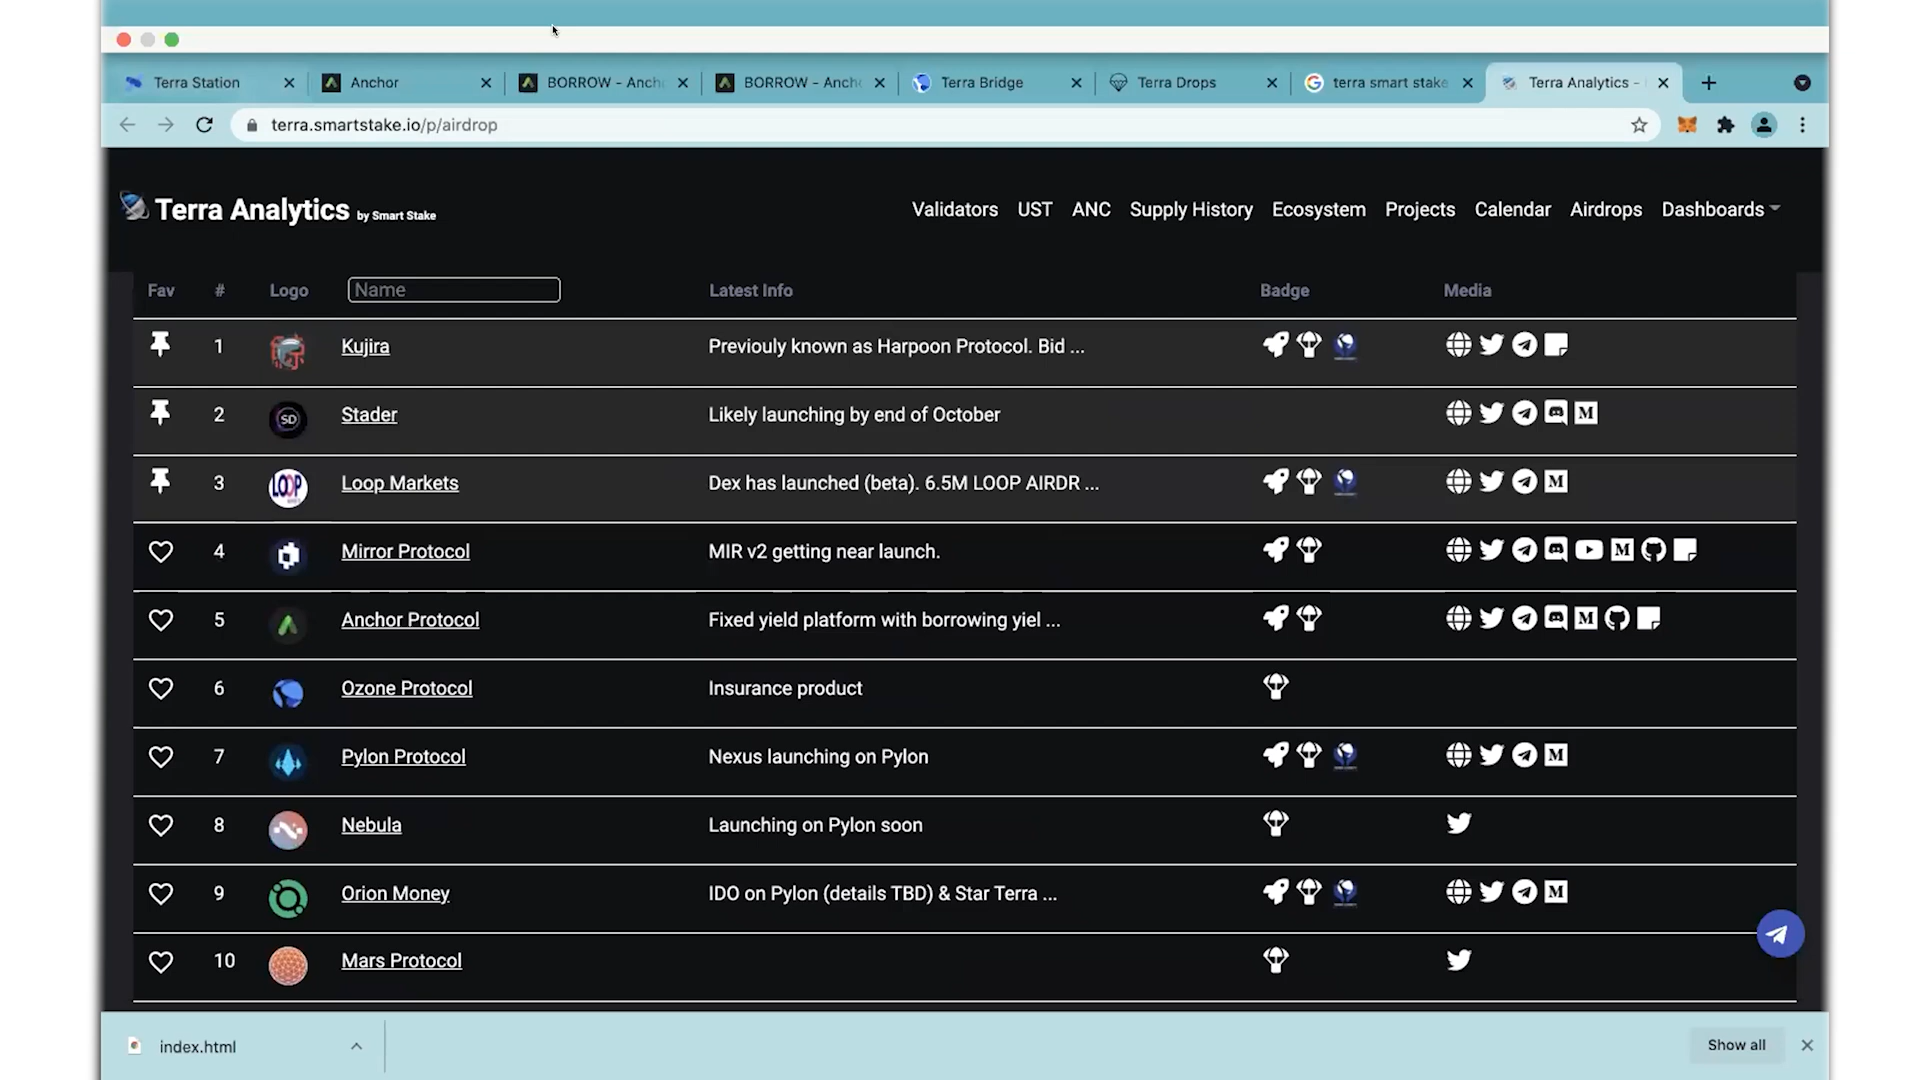 Terra Station
Anchor
BORROW - Anch
BORROW - Anch
Terra Bridge
Terra Drops
terra smart stake
Terra Analytics -
terra.smartstake.io/p/airdrop
Terra Analytics by Smart Stake
Validators UST ANC Supply History Ecosystem Projects Calendar Airdrops Dashboards
Fav # Logo Name Latest Info Badge Media
1 Kujira Previouly known as Harpoon Protocol. Bid ...
2 SD Stader Likely launching by end of October M
3 LOOP Loop Markets Dex has launched (beta). 6.5M LOOP AIRDR ... M
4 Mirror Protocol MIR v2 getting near launch. M
5 Anchor Protocol Fixed yield platform with borrowing yiel ... M
6 Ozone Protocol Insurance product
7 Pylon Protocol Nexus launching on Pylon M
8 Nebula Launching on Pylon soon
9 Orion Money IDO on Pylon (details TBD) & Star Terra ... M
10 Mars Protocol
index.html
Show all